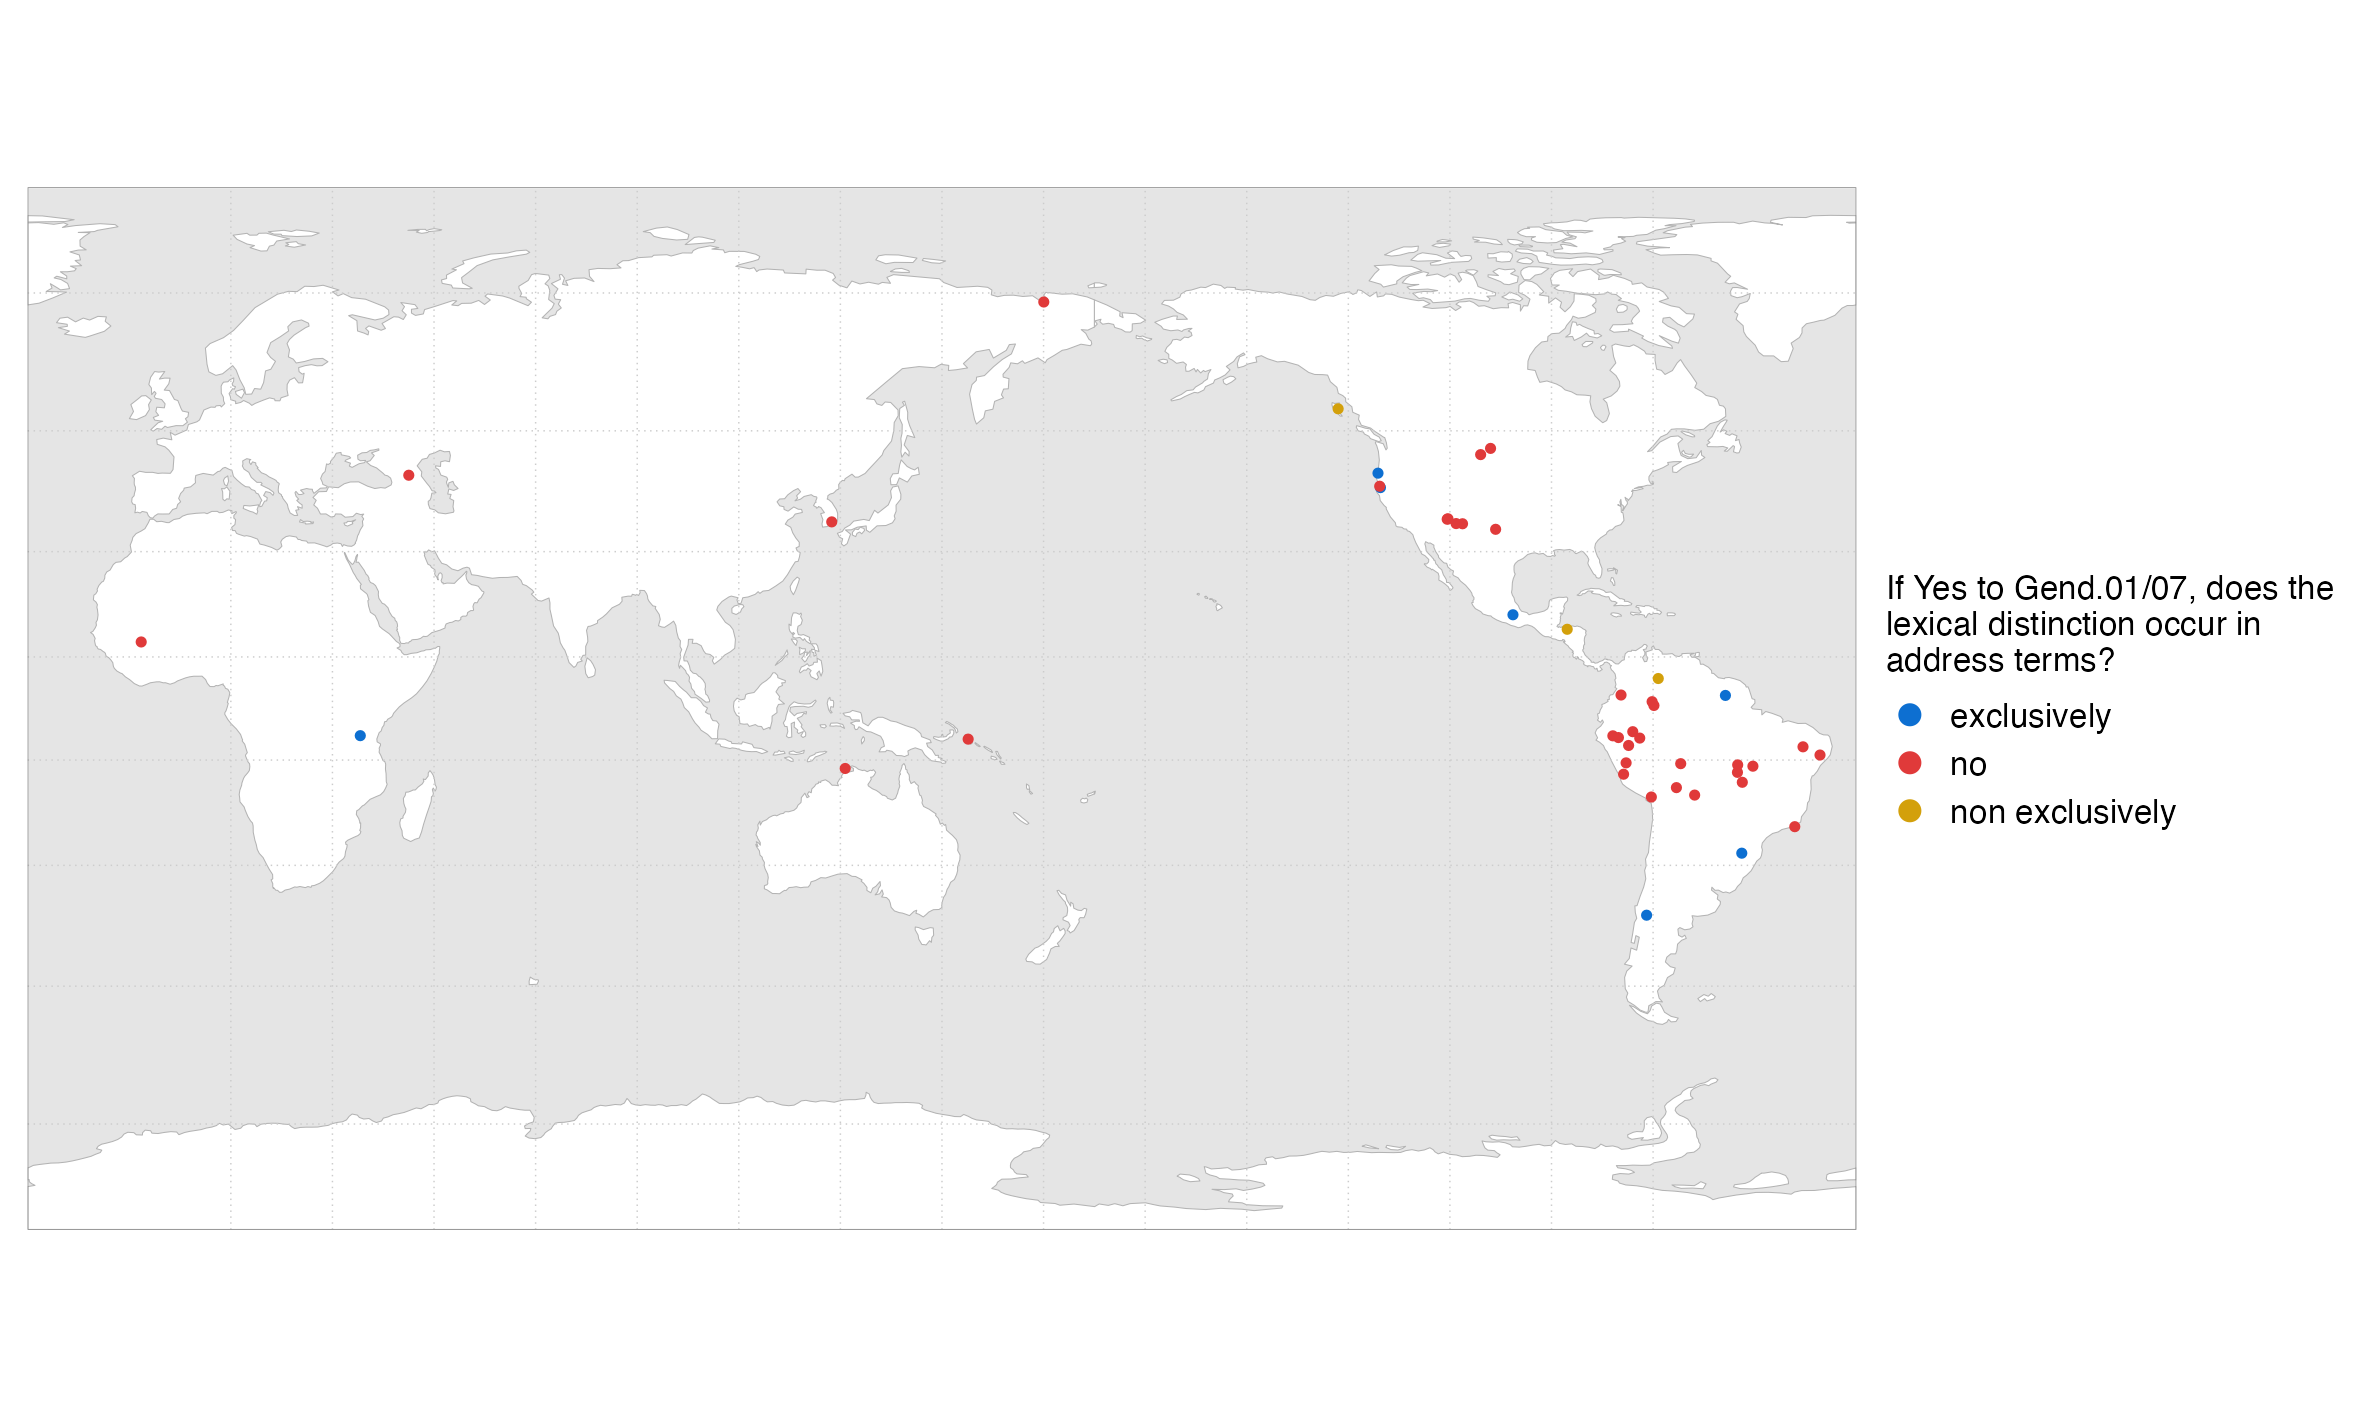 If Yes to Gend.01/07, does the
lexical distinction occur in
address terms?
exclusively
no
non exclusively